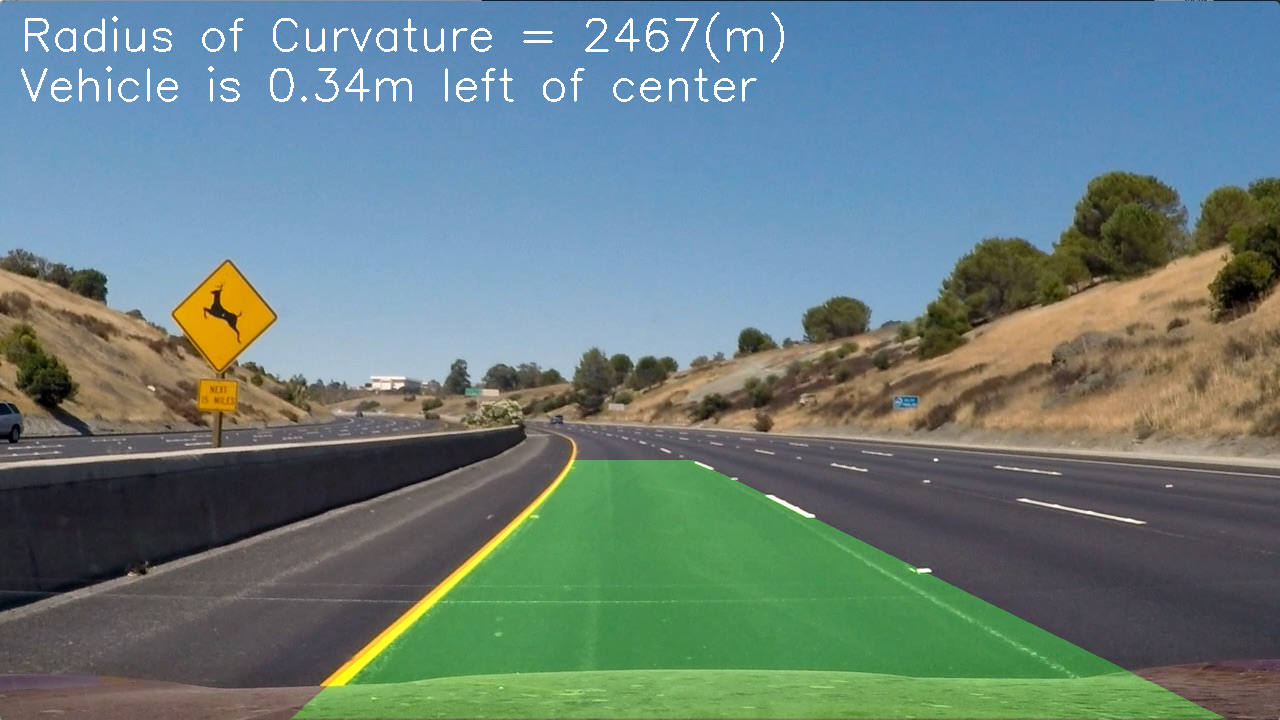 Radius of Curvature = 2467(m)
Vehicle is 0.34m left of center
NEXT
15 MILES